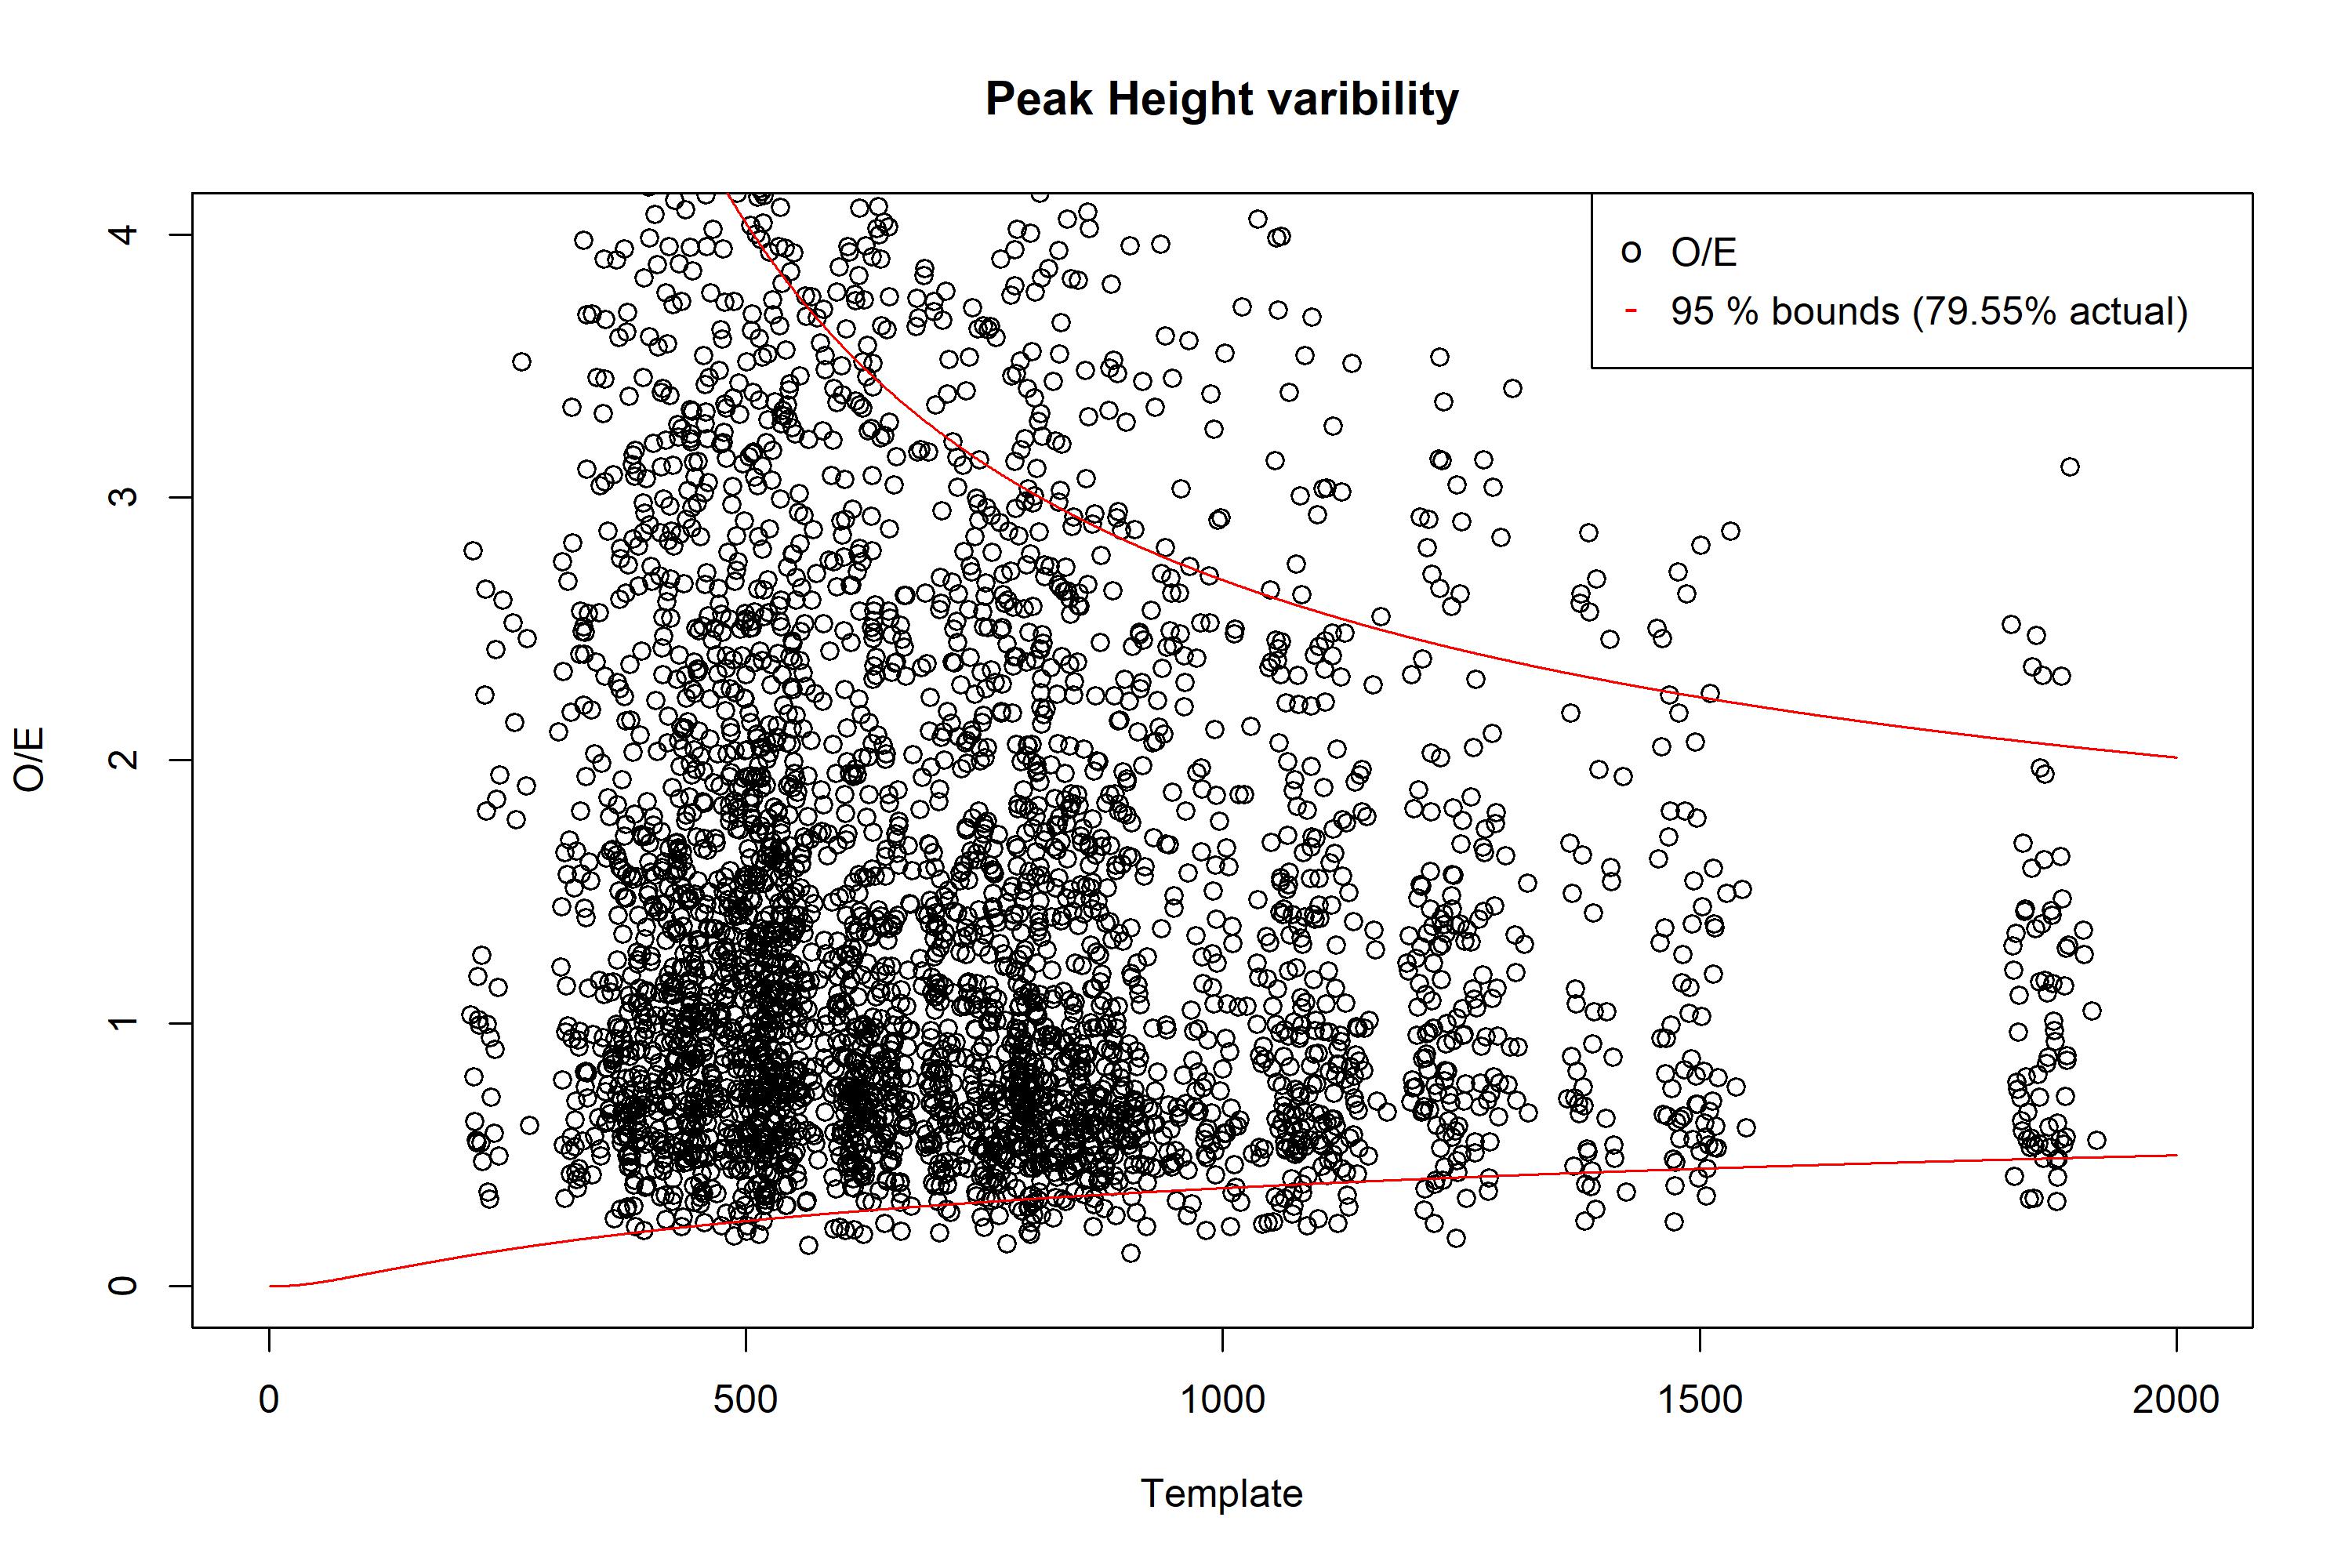 Peak Height varibility
O/E
95 % bounds (79.55% actual)
O/E
4
3
2
1
0
0 500 1000 1500 2000
Template